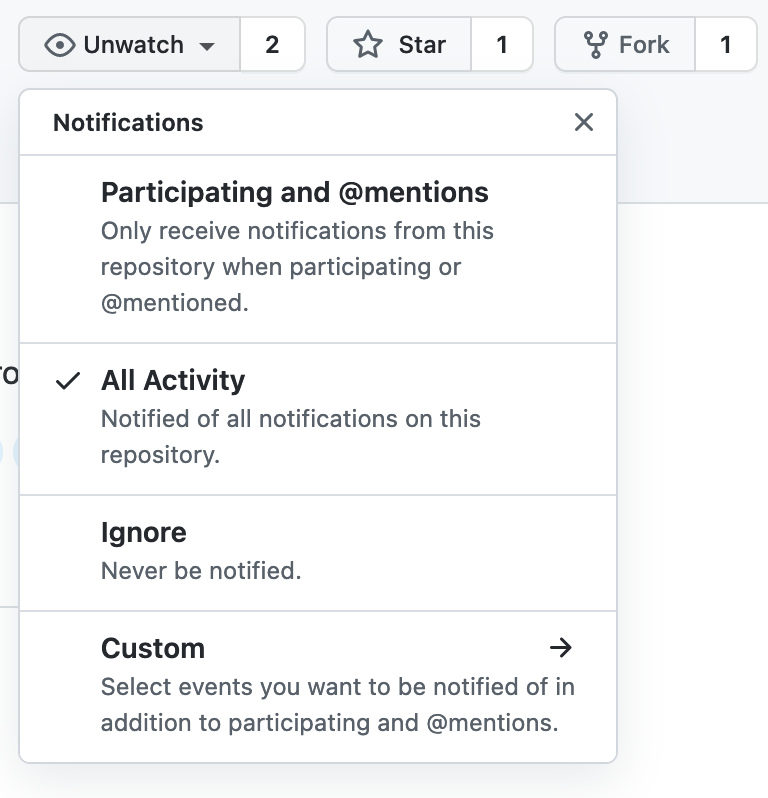 Unwatch 2 Star 1 Fork 1
Notifications
Participating and @mentions
Only receive notifications from this
repository when participating or
@mentioned.
All Activity
Notified of all notifications on this
repository.
Ignore
Never be notified.
Custom
Select events you want to be notified of in
addition to participating and @mentions.